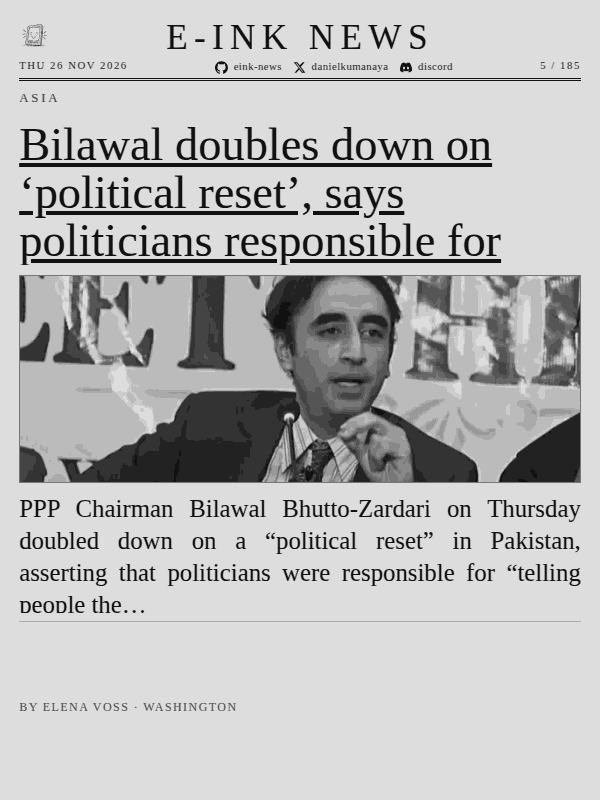 E-INK NEWS
THU 26 NOV 2026
eink-news danielkumanaya discord
5 / 185
ASIA
Bilawal doubles down on
‘political reset’, says
politicians responsible for
PPP Chairman Bilawal Bhutto-Zardari on Thursday
doubled down on a “political reset” in Pakistan,
asserting that politicians were responsible for “telling
people the…
BY ELENA VOSS · WASHINGTON